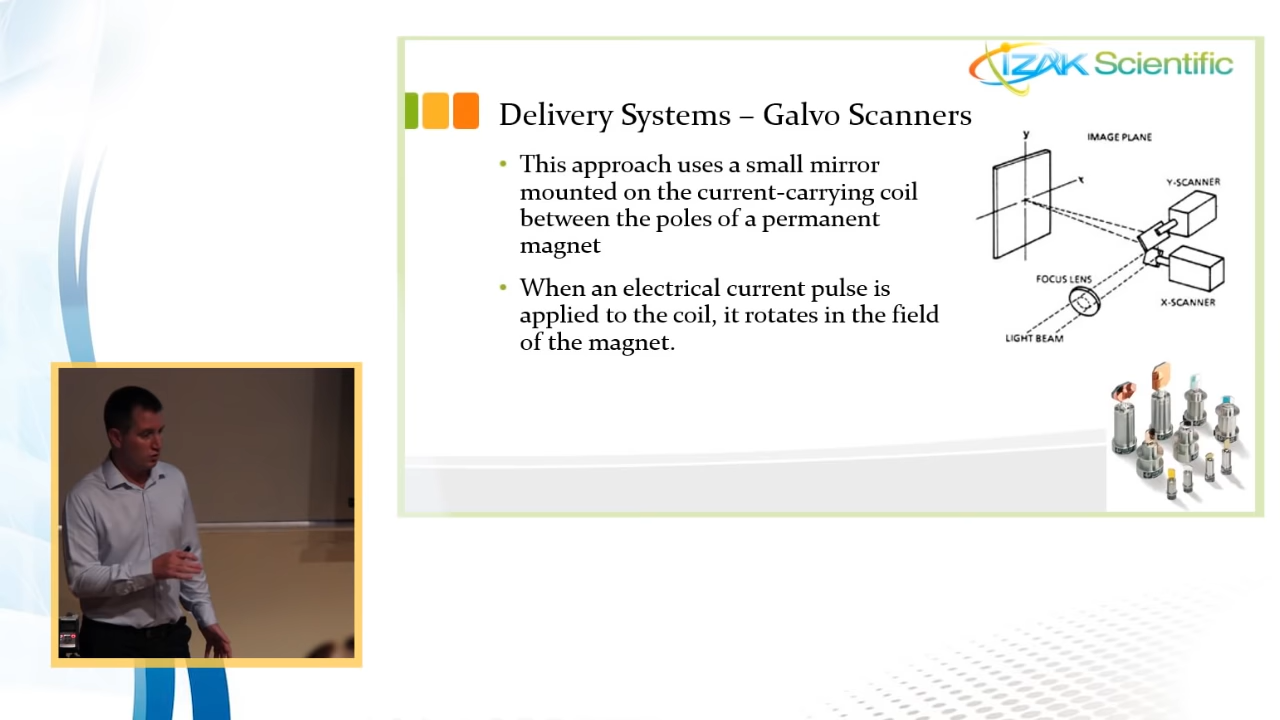 IZAK Scientific
Delivery Systems – Galvo Scanners
• This approach uses a small mirror
mounted on the current-carrying coil
between the poles of a permanent
magnet
• When an electrical current pulse is
applied to the coil, it rotates in the field
of the magnet.
y
IMAGE PLANE
x
Y-SCANNER
FOCUS LENS
X-SCANNER
LIGHT BEAM